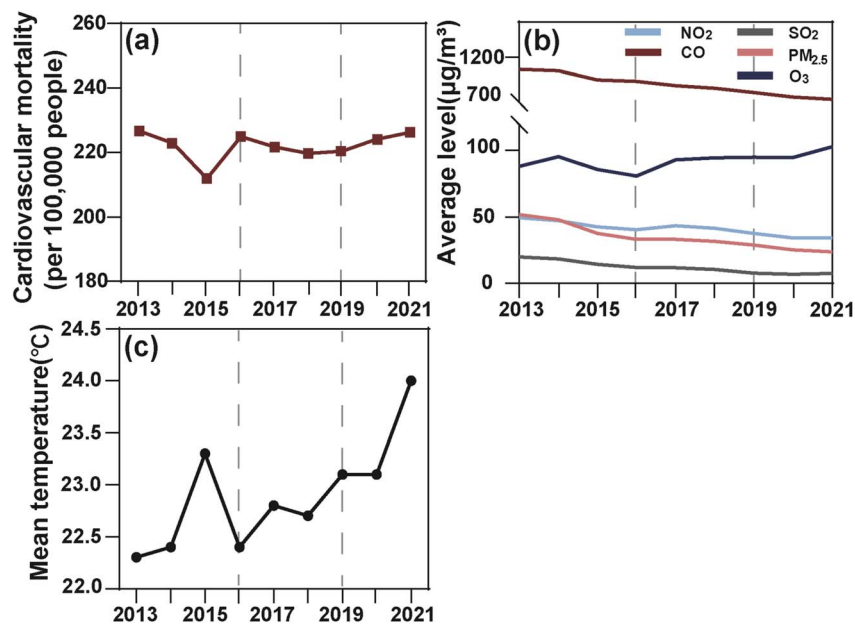 (a)
Cardiovascular mortality
(per 100,000 people)
260
240
220
200
180
2013 2015 2017 2019 2021
(b)
NO₂
SO₂
CO
PM₂.₅
O₃
Average level(μg/m³)
1200
700
100
50
0
2013 2015 2017 2019 2021
(c)
Mean temperature(°C)
24.5
24.0
23.5
23.0
22.5
22.0
2013 2015 2017 2019 2021